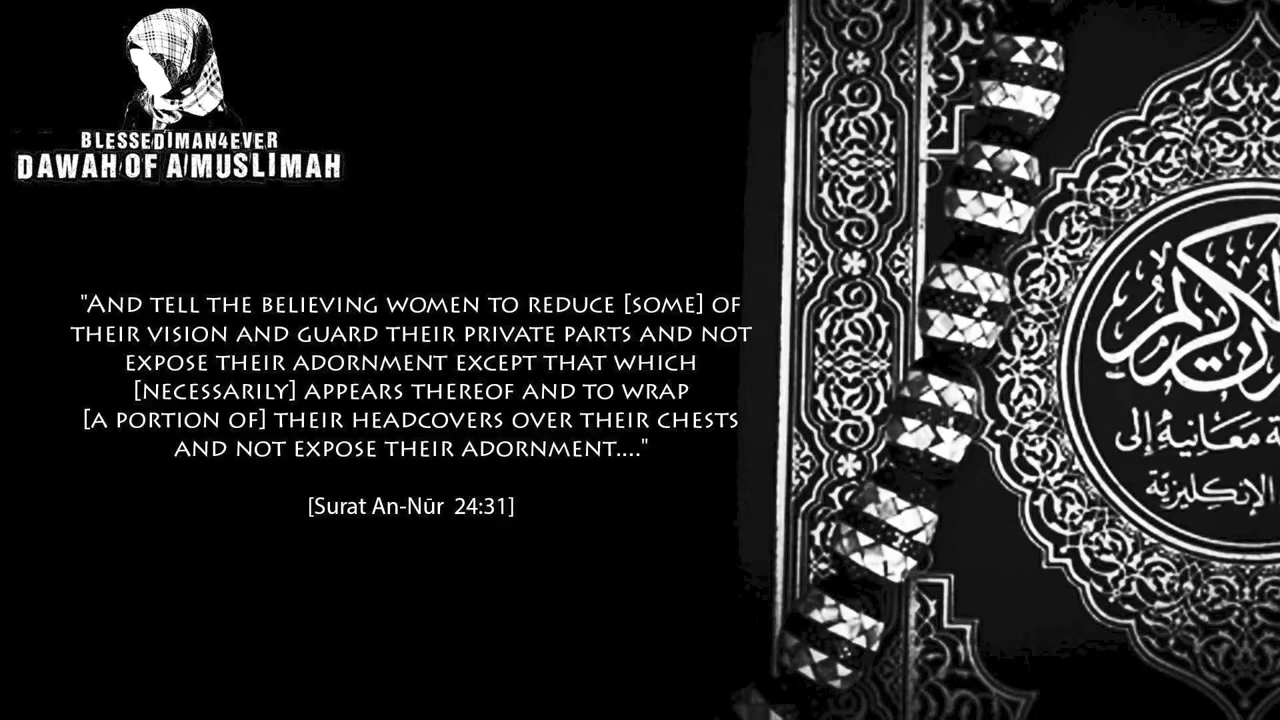 BLESSEDIMAN4EVER
DAWAH OF A MUSLIMAH
"And tell the believing women to reduce [some] of
their vision and guard their private parts and not
expose their adornment except that which
[necessarily] appears thereof and to wrap
[a portion of] their headcovers over their chests
and not expose their adornment...."
[Surat An-Nūr 24:31]
الكريم
معانيه إلى
الإنكليزية